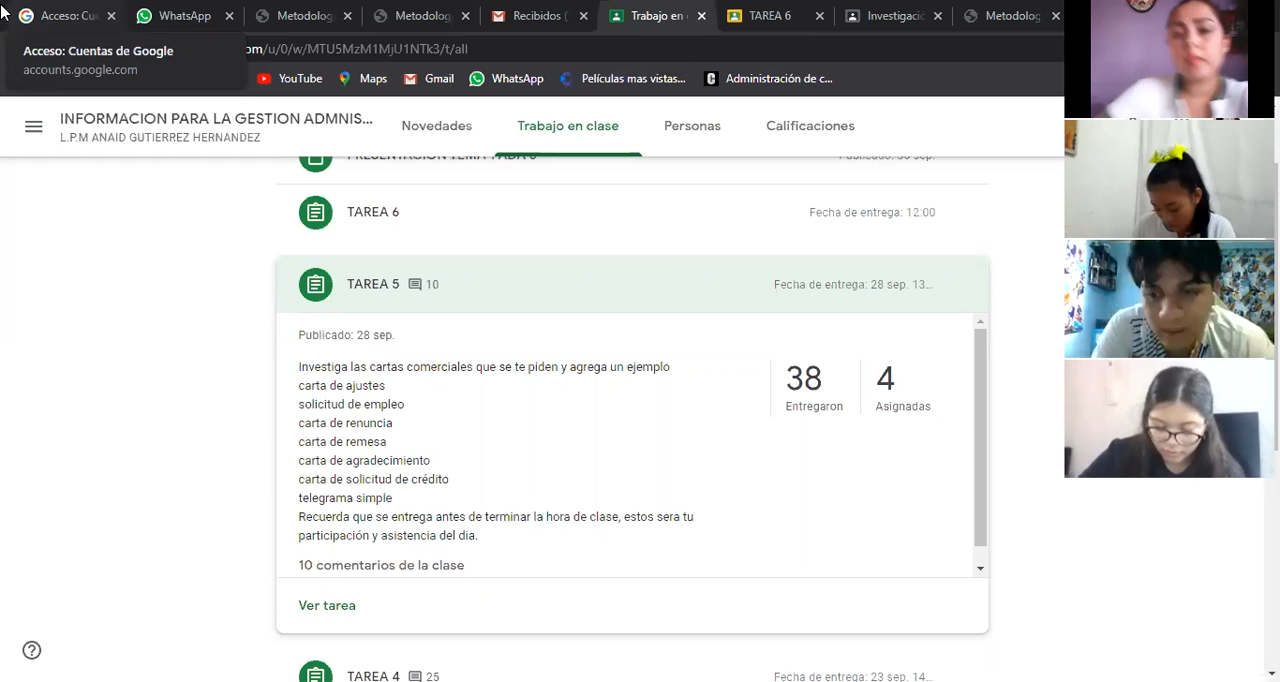 Acceso: Cu
WhatsApp
Metodolog
Metodolog
Recibidos (
Trabajo en
TAREA 6
Investigaci
Metodolog
Acceso: Cuentas de Google
accounts.google.com
om/u/0/w/MTU5MzM1MjU1NTk3/t/all
YouTube
Maps
Gmail
WhatsApp
Películas mas vistas...
Administración de c...
INFORMACION PARA LA GESTION ADMNIS...
L.P.M ANAID GUTIERREZ HERNANDEZ
Novedades
Trabajo en clase
Personas
Calificaciones
TAREA 6
Fecha de entrega: 12:00
TAREA 5
10
Fecha de entrega: 28 sep. 13...
Publicado: 28 sep.
Investiga las cartas comerciales que se te piden y agrega un ejemplo
carta de ajustes
solicitud de empleo
carta de renuncia
carta de remesa
carta de agradecimiento
carta de solicitud de crédito
telegrama simple
Recuerda que se entrega antes de terminar la hora de clase, estos sera tu
participación y asistencia del dia.
38
Entregaron
4
Asignadas
10 comentarios de la clase
Ver tarea
TAREA 4
25
Fecha de entrega: 23 sep. 14...